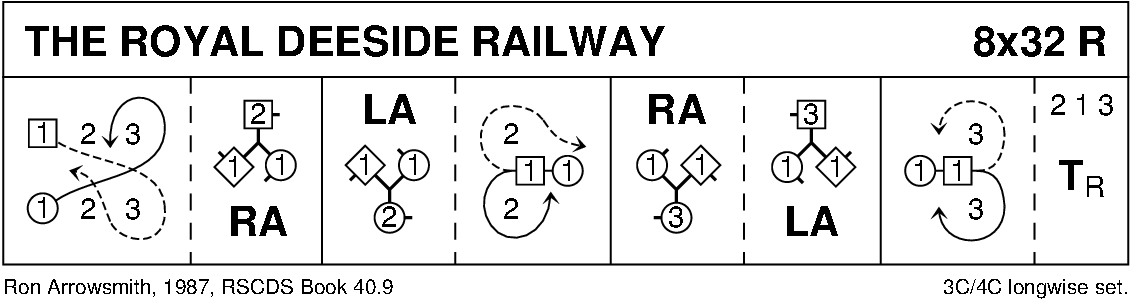 THE ROYAL DEESIDE RAILWAY 8x32 R
1 2 3
1 2 3
2
1 1
RA
LA
1 1
2
2
1 1
2
RA
1 1
3
3
1 1
LA
3
1 1
3
2 1 3
TR
Ron Arrowsmith, 1987, RSCDS Book 40.9 3C/4C longwise set.